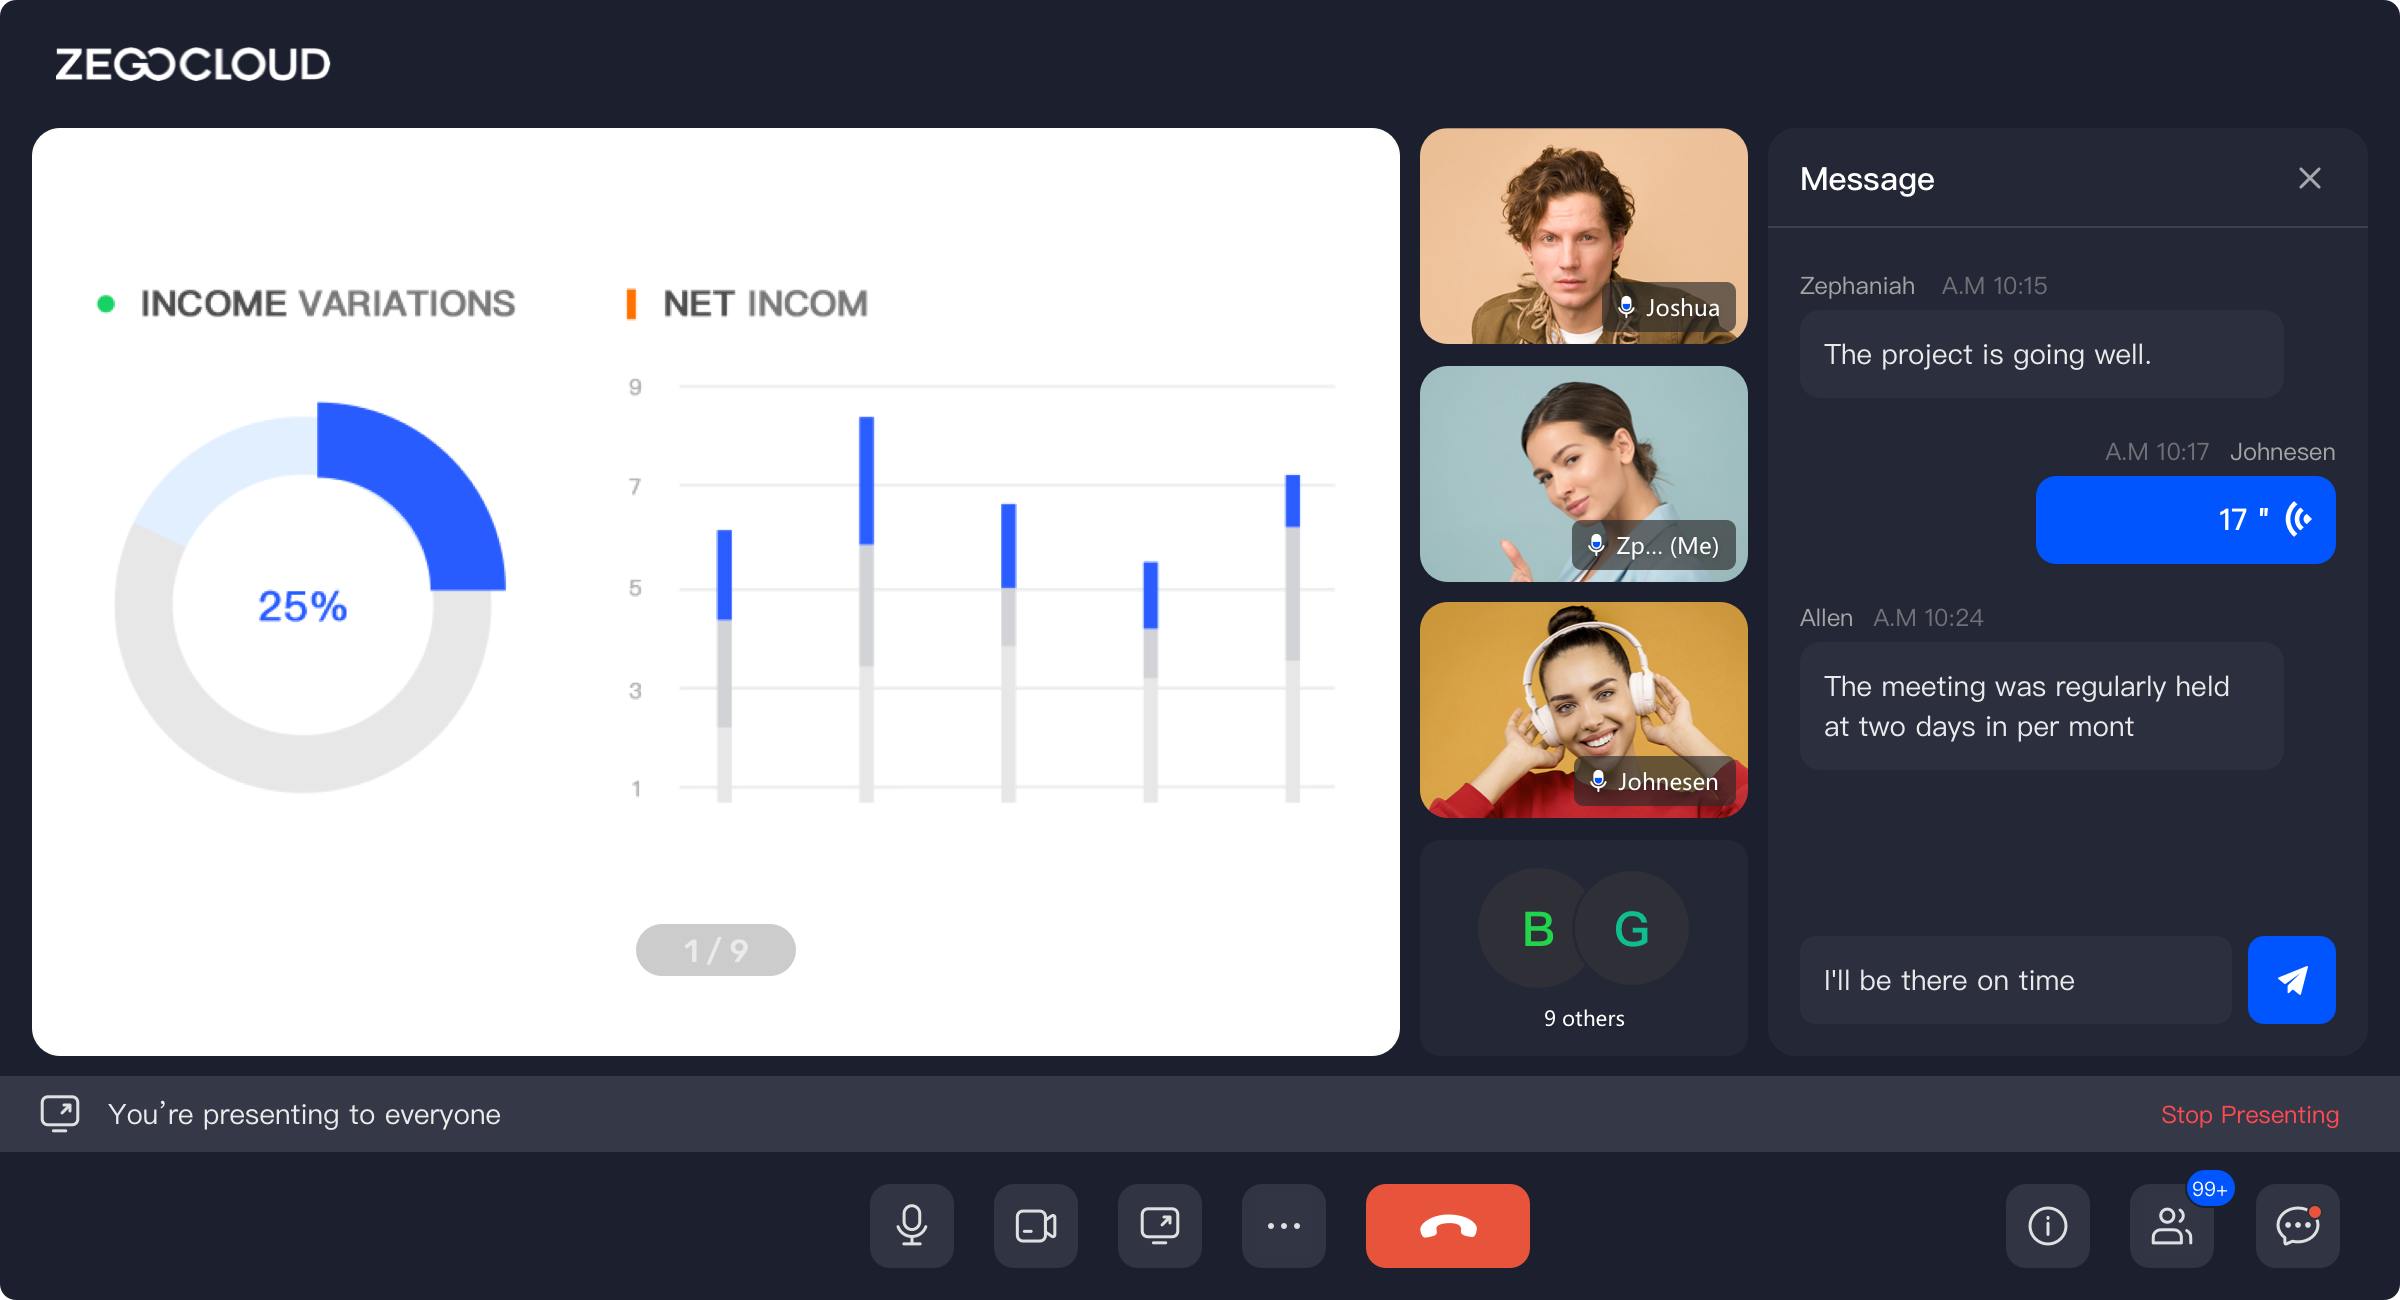 ZEGOCLOUD
INCOME VARIATIONS
25%
NET INCOM
9
7
5
3
1
1 / 9
Joshua
Zp... (Me)
Johnesen
B
G
9 others
Message
Zephaniah A.M 10:15
The project is going well.
A.M 10:17 Johnesen
17 "
Allen A.M 10:24
The meeting was regularly held
at two days in per mont
I'll be there on time
You’re presenting to everyone
Stop Presenting
99+